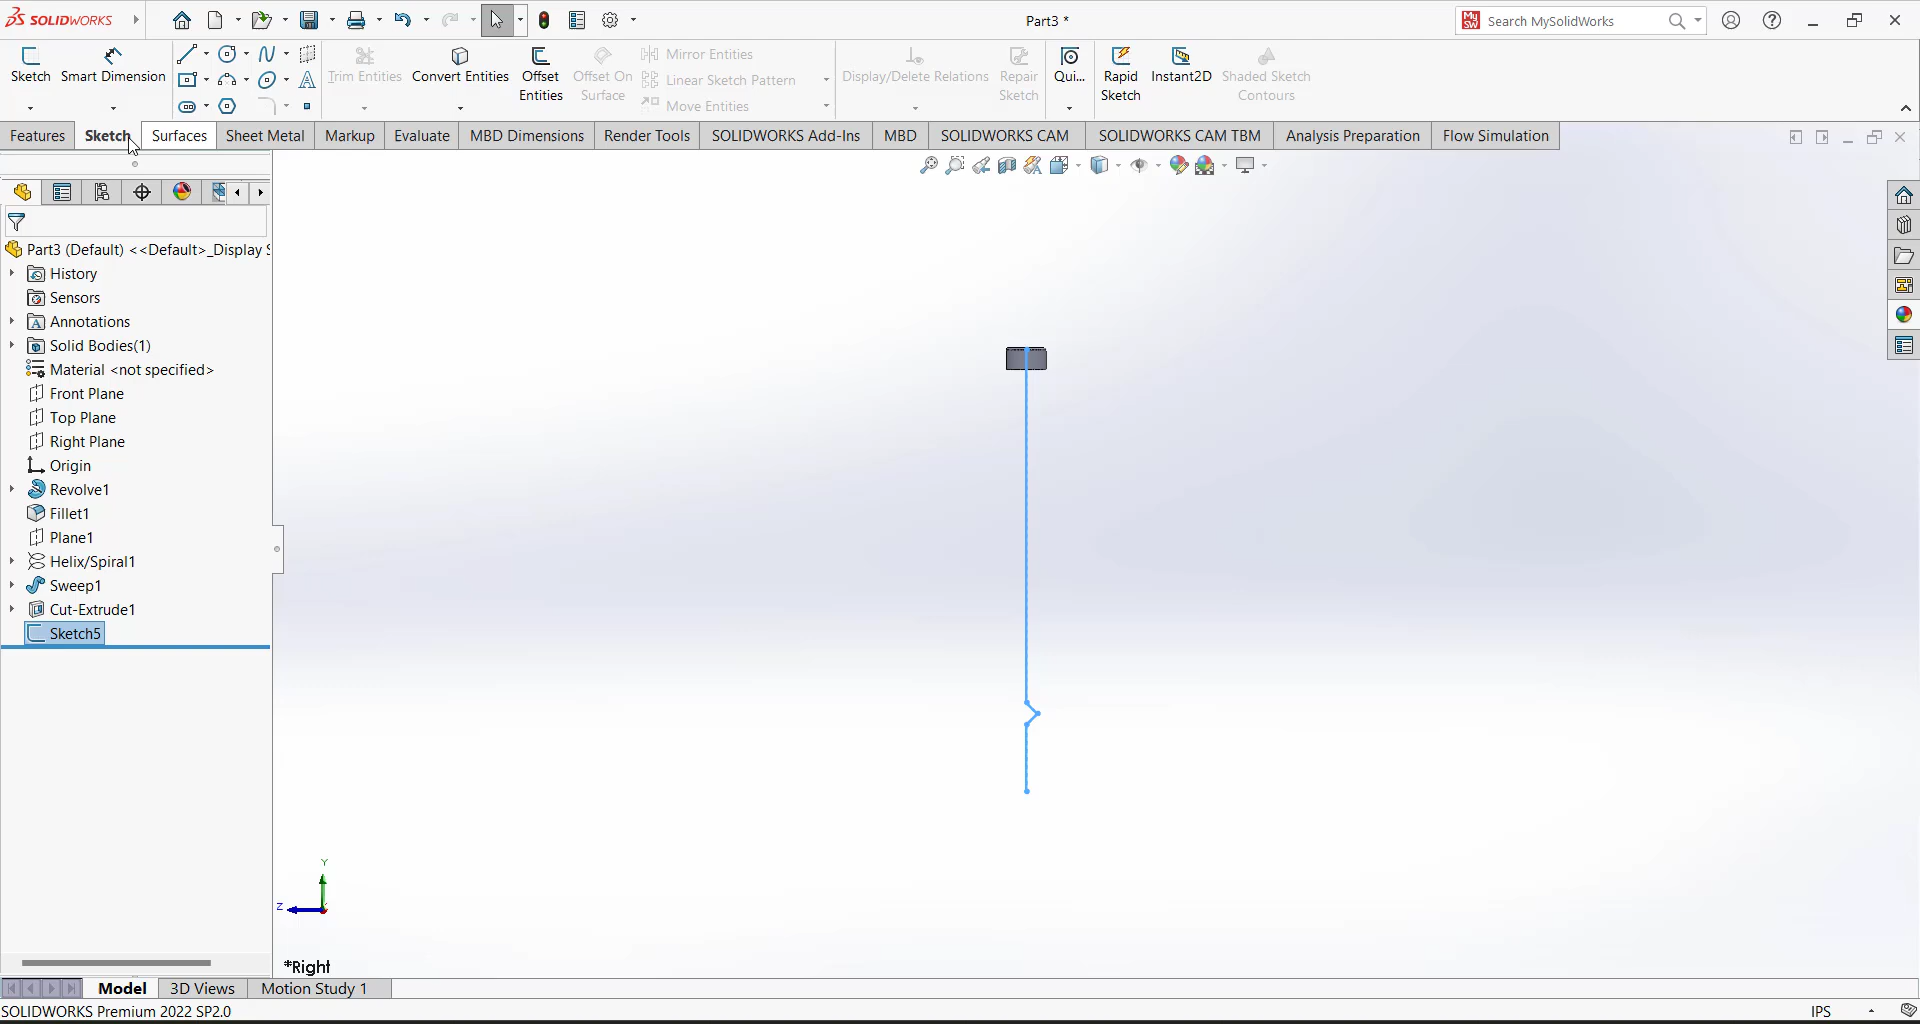 SOLIDWORKS
Part3 *
Search MySolidWorks
Sketch
Smart Dimension
Trim Entities
Convert Entities
Offset Entities
Offset On Surface
Mirror Entities
Linear Sketch Pattern
Move Entities
Display/Delete Relations
Repair Sketch
Qui...
Rapid Sketch
Instant2D
Shaded Sketch Contours
Features
Sketch
Surfaces
Sheet Metal
Markup
Evaluate
MBD Dimensions
Render Tools
SOLIDWORKS Add-Ins
MBD
SOLIDWORKS CAM
SOLIDWORKS CAM TBM
Analysis Preparation
Flow Simulation
Part3 (Default) <<Default>_Display S
History
Sensors
Annotations
Solid Bodies(1)
Material <not specified>
Front Plane
Top Plane
Right Plane
Origin
Revolve1
Fillet1
Plane1
Helix/Spiral1
Sweep1
Cut-Extrude1
Sketch5
Y
Z
*Right
Model
3D Views
Motion Study 1
SOLIDWORKS Premium 2022 SP2.0
IPS